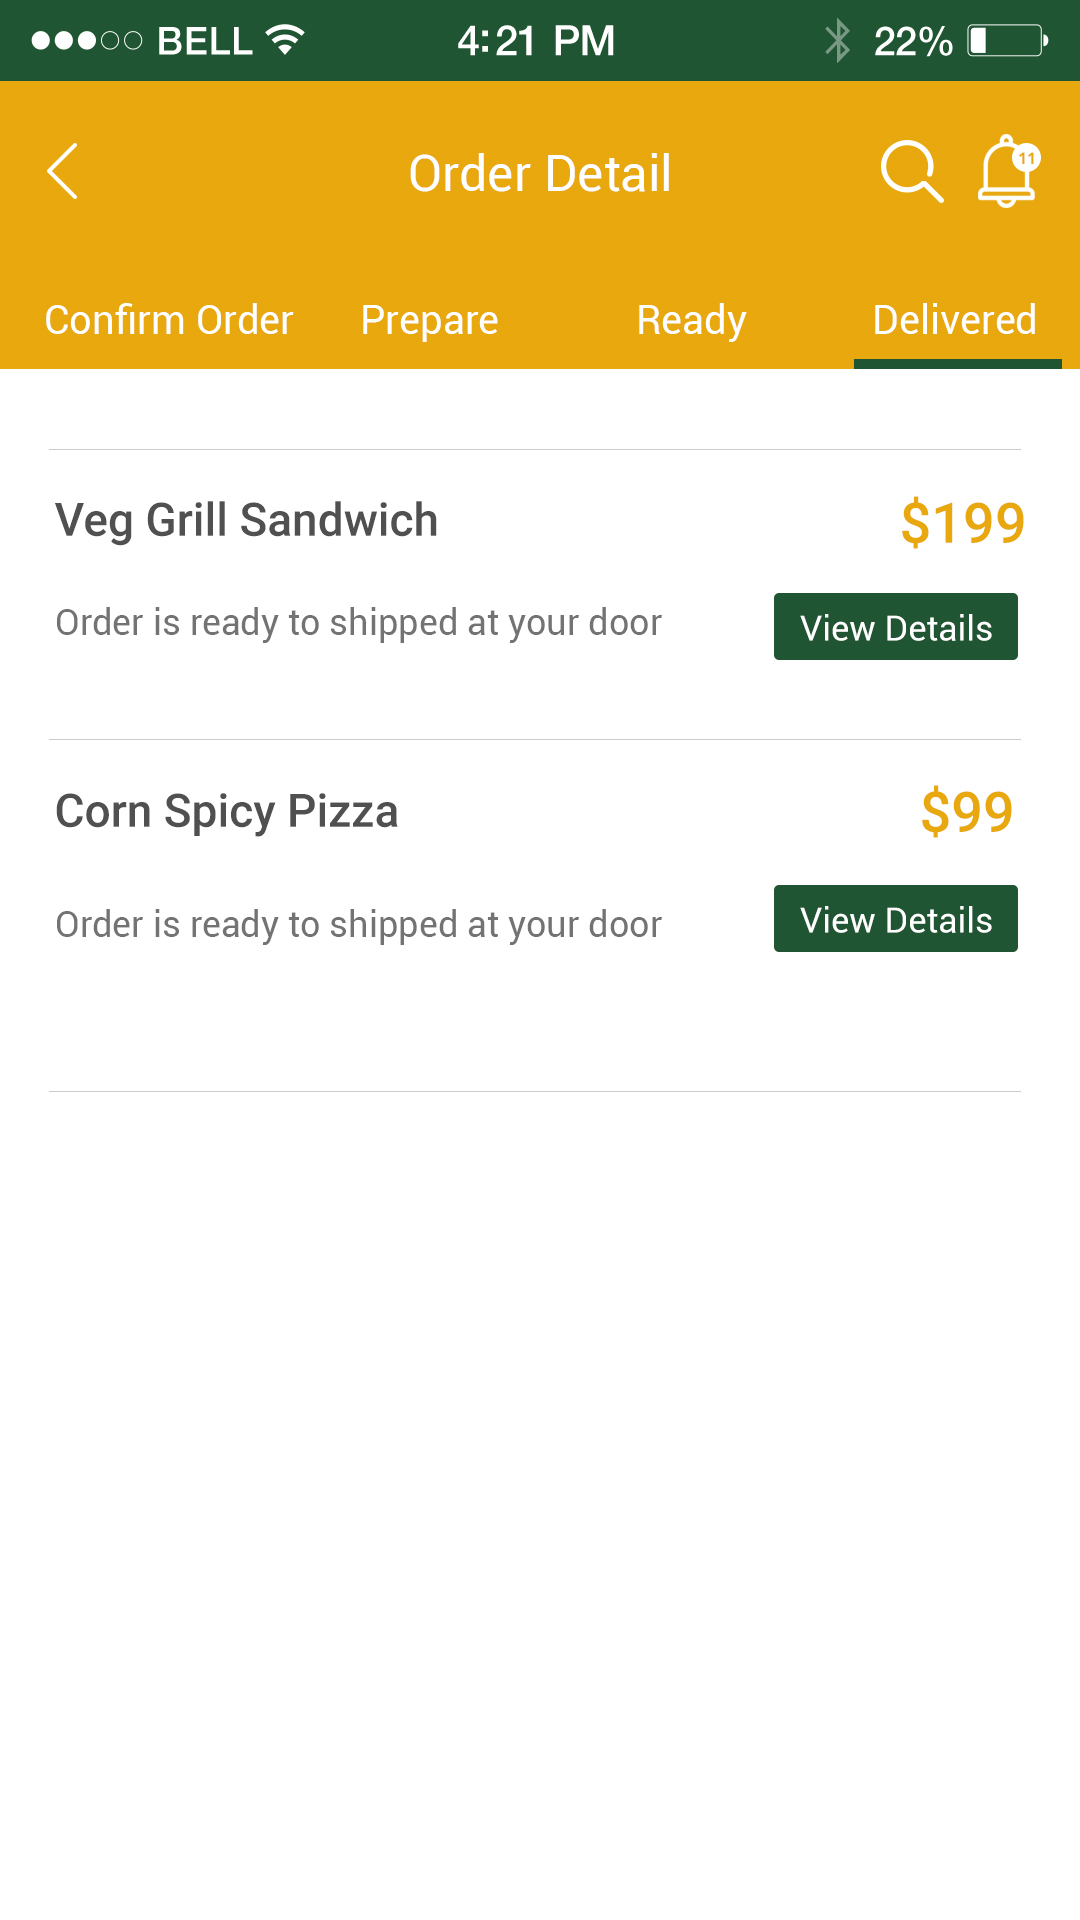 BELL 4:21 PM 22%
Order Detail 11
Confirm Order Prepare Ready Delivered
Veg Grill Sandwich $199
Order is ready to shipped at your door View Details
Corn Spicy Pizza $99
Order is ready to shipped at your door View Details